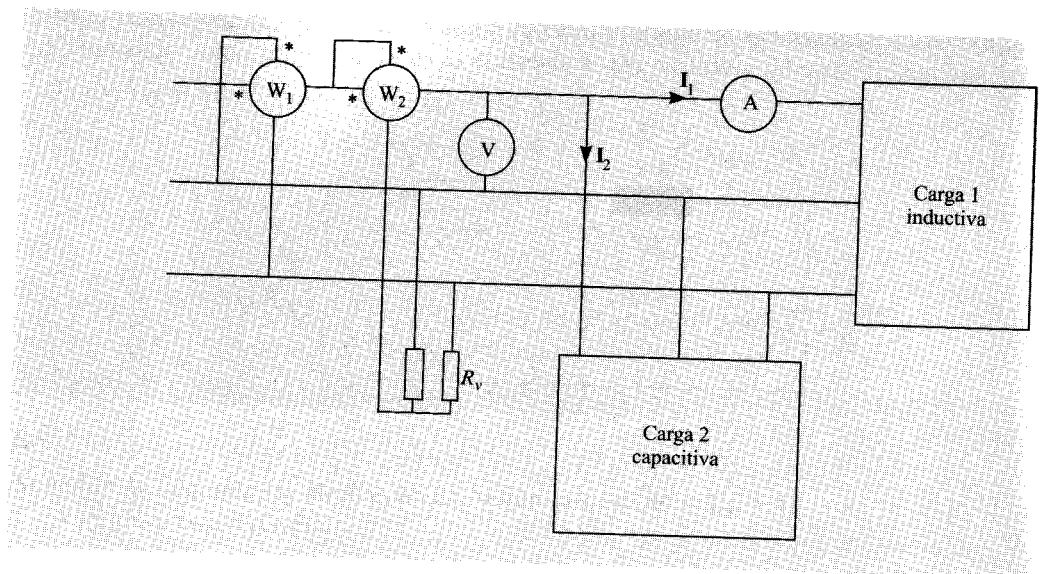 *
*
W₁
*
*
W₂
V
I₁
A
I₂
Carga 1
inductiva
Rᵥ
Carga 2
capacitiva